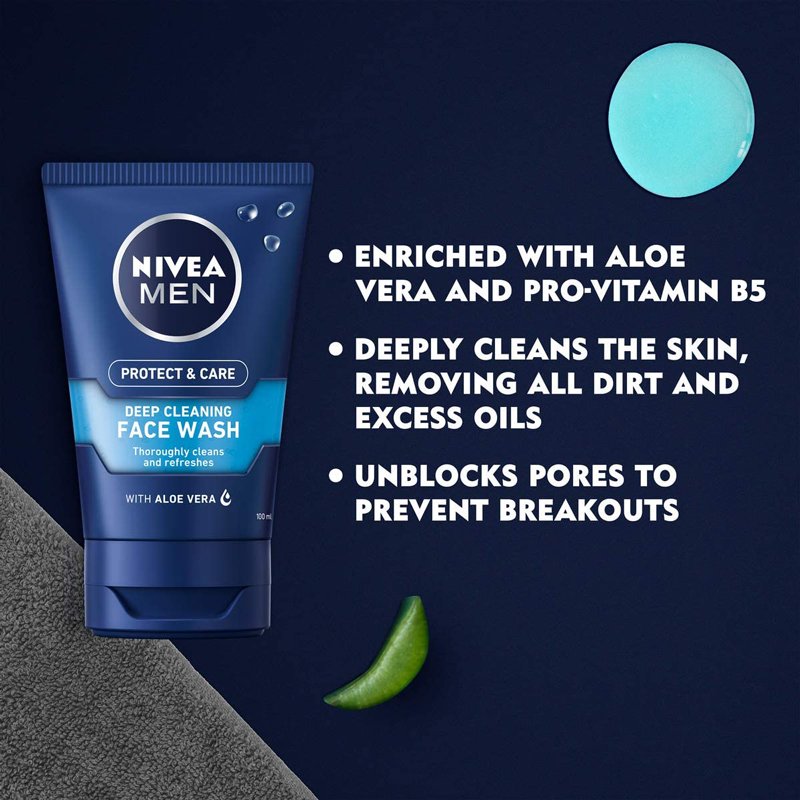 NIVEA
MEN
PROTECT & CARE
DEEP CLEANING
FACE WASH
Thoroughly cleans
and refreshes
WITH ALOE VERA
100 ml
• ENRICHED WITH ALOE
VERA AND PRO-VITAMIN B5
• DEEPLY CLEANS THE SKIN,
REMOVING ALL DIRT AND
EXCESS OILS
• UNBLOCKS PORES TO
PREVENT BREAKOUTS